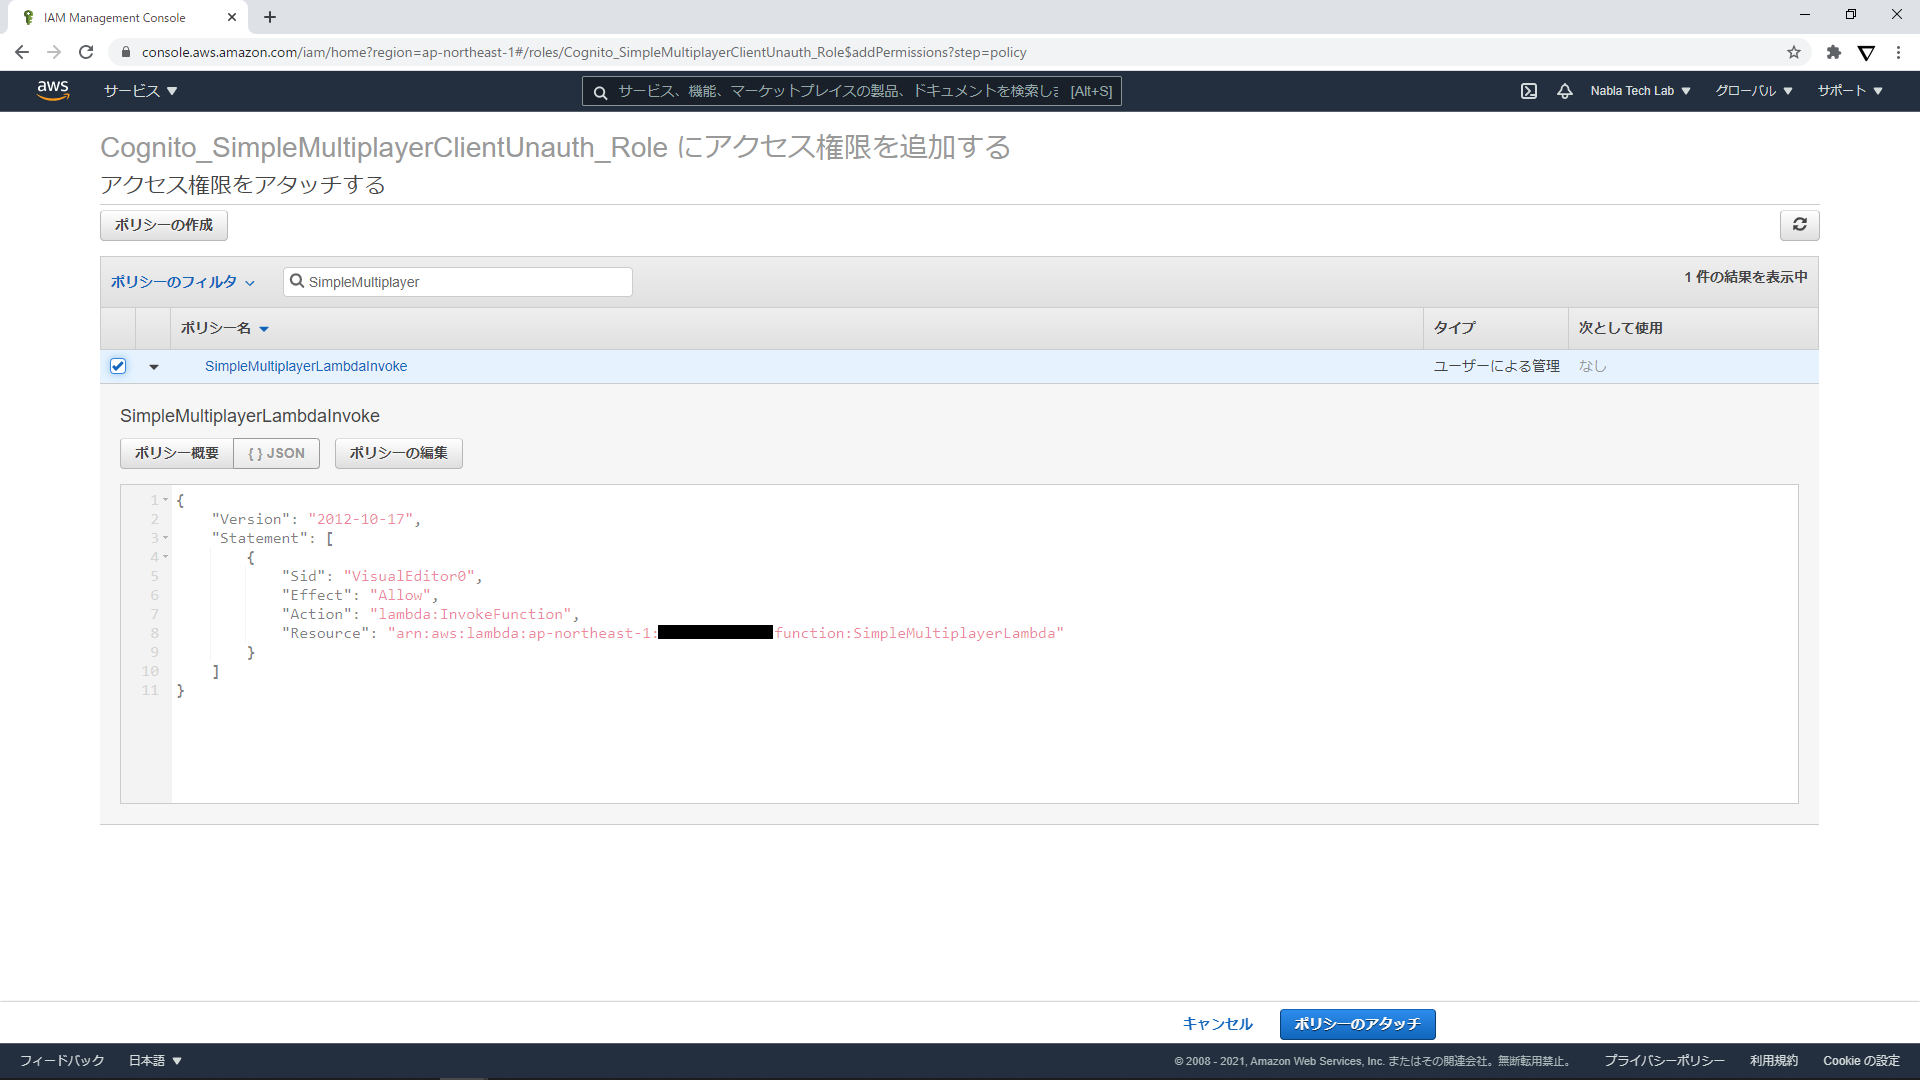 IAM Management Console
console.aws.amazon.com/iam/home?region=ap-northeast-1#/roles/Cognito_SimpleMultiplayerClientUnauth_Role$addPermissions?step=policy
aws サービス サービス、機能、マーケットプレイスの製品、ドキュメントを検索しま [Alt+S] Nabla Tech Lab グローバル サポート
Cognito_SimpleMultiplayerClientUnauth_Role にアクセス権限を追加する
アクセス権限をアタッチする
ポリシーの作成
ポリシーのフィルタ SimpleMultiplayer 1 件の結果を表示中
ポリシー名 タイプ 次として使用
SimpleMultiplayerLambdaInvoke ユーザーによる管理 なし
SimpleMultiplayerLambdaInvoke
ポリシー概要 { } JSON ポリシーの編集
1 {
2 "Version": "2012-10-17",
3 "Statement": [
4 {
5 "Sid": "VisualEditor0",
6 "Effect": "Allow",
7 "Action": "lambda:InvokeFunction",
8 "Resource": "arn:aws:lambda:ap-northeast-1: function:SimpleMultiplayerLambda"
9 }
10 ]
11 }
キャンセル ポリシーのアタッチ
フィードバック 日本語 © 2008 - 2021, Amazon Web Services, Inc. またはその関連会社。無断転用禁止。 プライバシーポリシー 利用規約 Cookie の設定